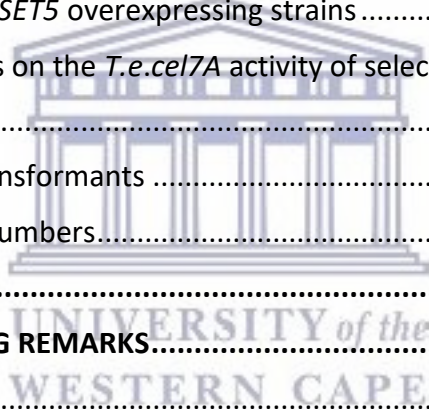 SET5 overexpressing strains ..........
s on the T.e.cel7A activity of selec
..........................................................
nsformants ......................................
umbers..............................................
..........................................................
UNIVERSITY of the
G REMARKS......................................
WESTERN CAPE
..........................................................